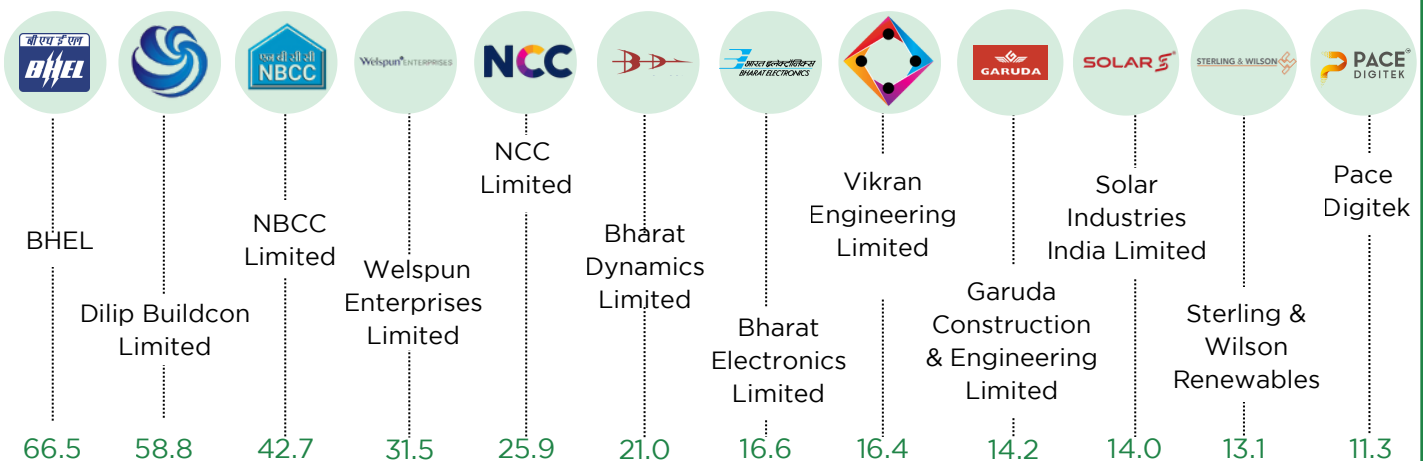 बी एच ई एल
BHEL
एन बी सी सी
NBCC
Welspun ENTERPRISES
NCC
भारत इलेक्ट्रॉनिक्स
BHARAT ELECTRONICS
GARUDA
SOLAR
STERLING & WILSON
PACE
DIGITEK
BHEL
Dilip Buildcon
Limited
NBCC
Limited
Welspun
Enterprises
Limited
NCC
Limited
Bharat
Dynamics
Limited
Bharat
Electronics
Limited
Vikran
Engineering
Limited
Garuda
Construction
& Engineering
Limited
Solar
Industries
India Limited
Sterling &
Wilson
Renewables
Pace
Digitek
66.5
58.8
42.7
31.5
25.9
21.0
16.6
16.4
14.2
14.0
13.1
11.3